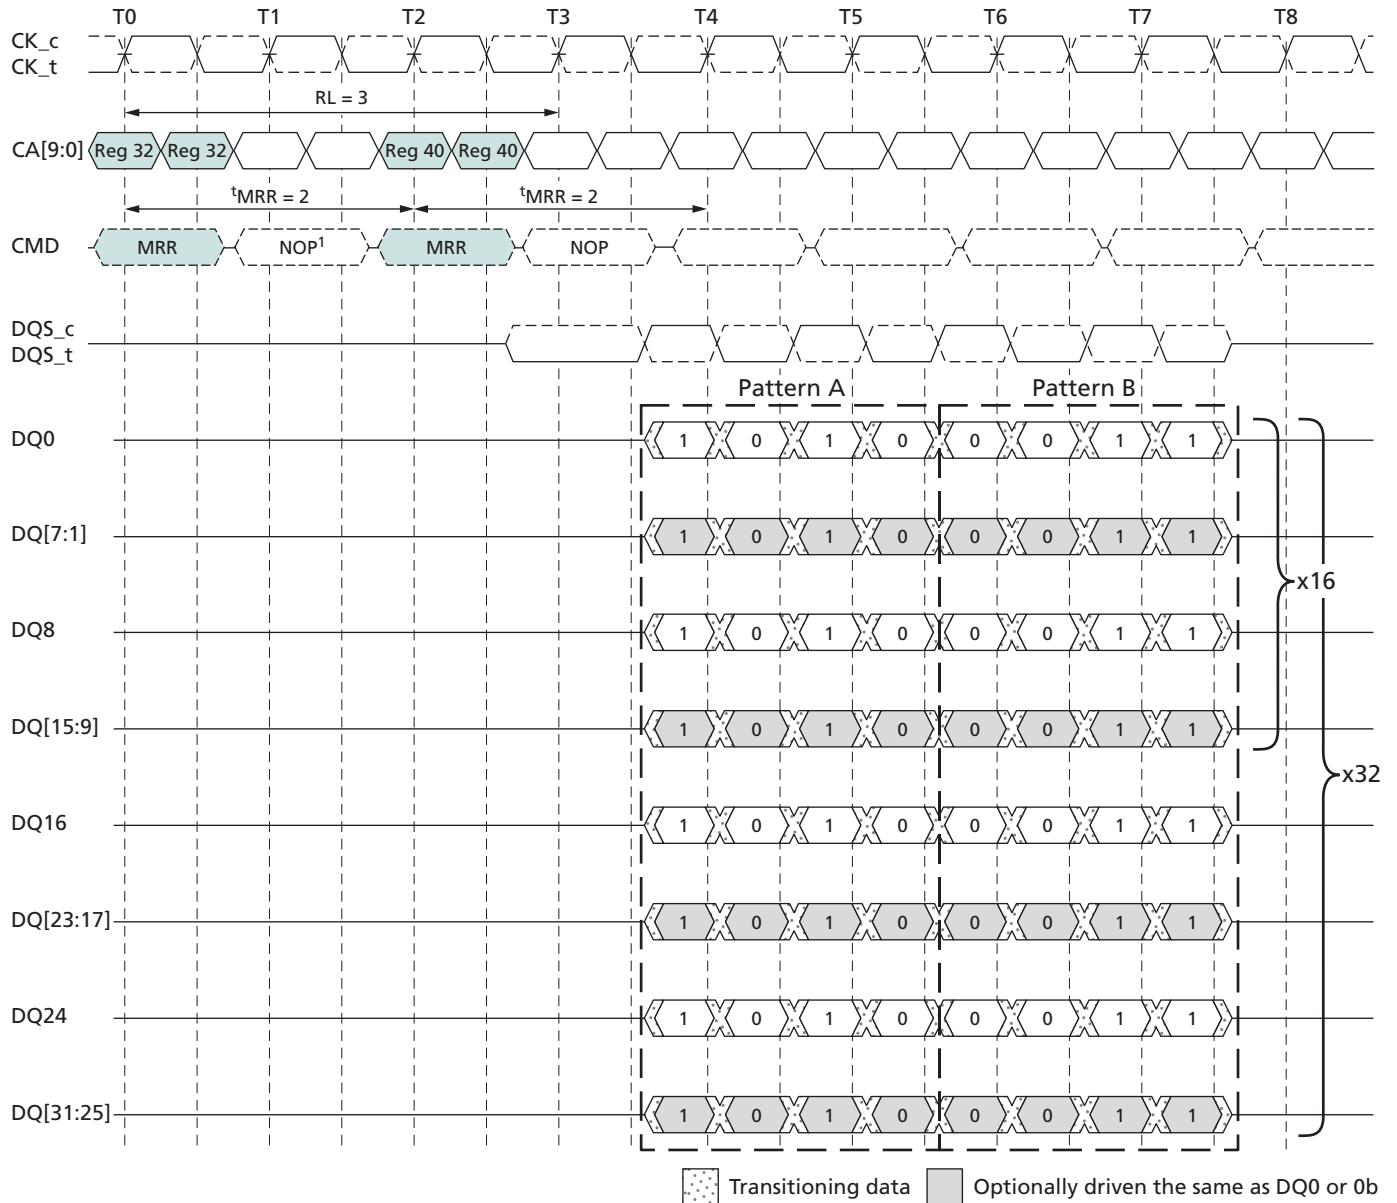 T0 T1 T2 T3 T4 T5 T6 T7 T8
CK_c
CK_t
RL = 3
CA[9:0] Reg 32 Reg 32 Reg 40 Reg 40
tMRR = 2 tMRR = 2
CMD MRR NOP1 MRR NOP
DQS_c
DQS_t
Pattern A Pattern B
DQ0 1 0 1 0 0 0 1 1
DQ[7:1] 1 0 1 0 0 0 1 1
x16
DQ8 1 0 1 0 0 0 1 1
DQ[15:9] 1 0 1 0 0 0 1 1
x32
DQ16 1 0 1 0 0 0 1 1
DQ[23:17] 1 0 1 0 0 0 1 1
DQ24 1 0 1 0 0 0 1 1
DQ[31:25] 1 0 1 0 0 0 1 1
Transitioning data Optionally driven the same as DQ0 or 0b